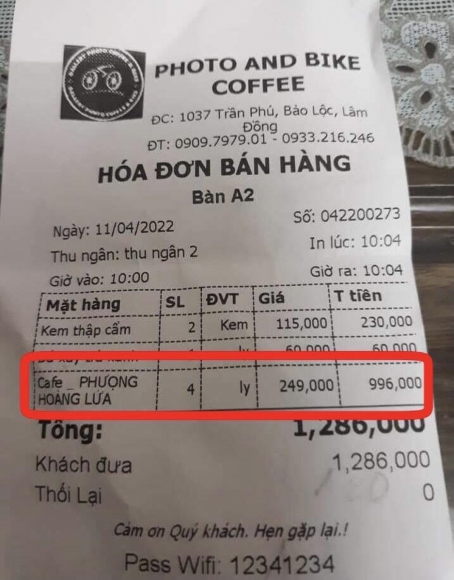 PHOTO AND BIKE
COFFEE
ĐC: 1037 Trần Phú, Bảo Lộc, Lâm
Đồng
ĐT: 0909.7979.01 - 0933.216.246
HÓA ĐƠN BÁN HÀNG
Bàn A2
Ngày: 11/04/2022 Số: 042200273
Thu ngân: thu ngân 2 In lúc: 10:04
Giờ vào: 10:00 Giờ ra: 10:04
Mặt hàng SL ĐVT Giá T tiền
Kem thập cẩm 2 Kem 115,000 230,000
1 ly 60,000 60,000
Cafe _ PHƯỢNG 4 ly 249,000 996,000
HOÀNG LỬA
Tổng: 1,286,000
Khách đưa 1,286,000
Thối Lại 0
Cảm ơn Quý khách. Hẹn gặp lại.!
Pass Wifi: 12341234